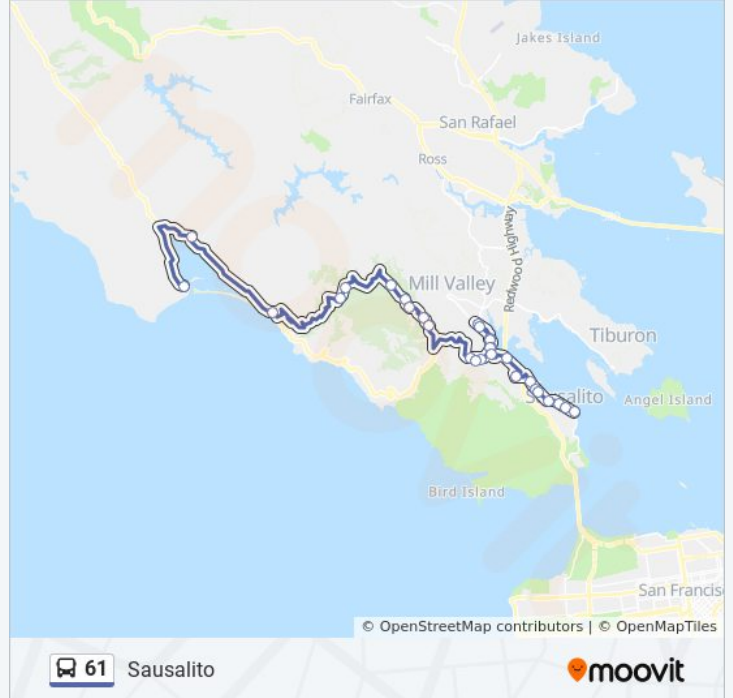 Jakes Island
Fairfax
San Rafael
Ross
Redwood Highway
Mill Valley
Tiburon
Sausalito
Angel Island
Bird Island
San Francis
© OpenStreetMap contributors | © OpenMapTiles
61 Sausalito
moovit